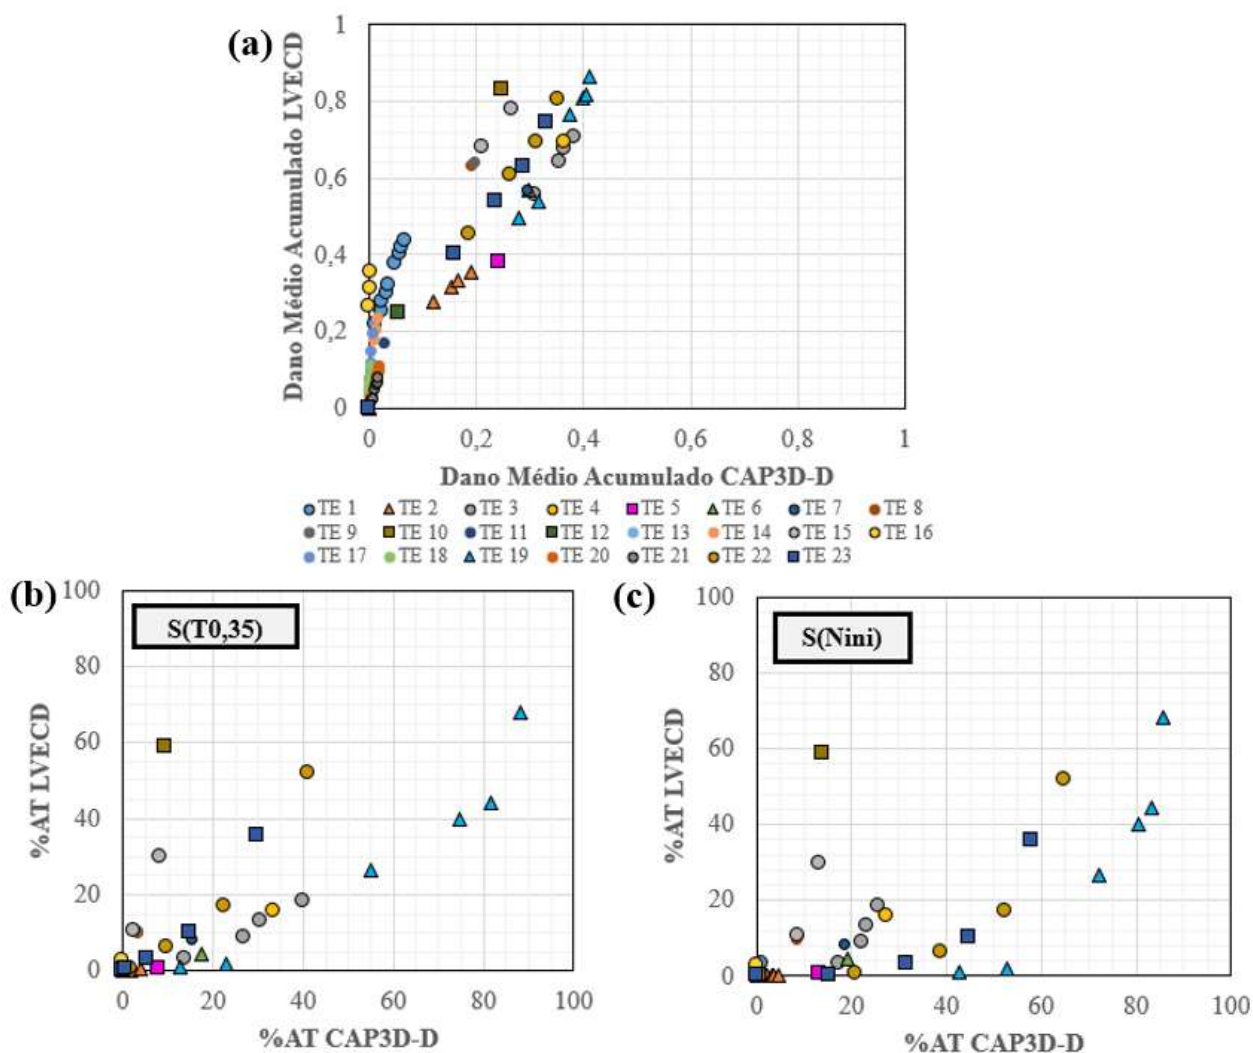 (a)
Dano Médio Acumulado LVECD
1
0,8
0,6
0,4
0,2
0
0 0,2 0,4 0,6 0,8 1
Dano Médio Acumulado CAP3D-D
TE 1 TE 2 TE 3 TE 4 TE 5 TE 6 TE 7 TE 8
TE 9 TE 10 TE 11 TE 12 TE 13 TE 14 TE 15 TE 16
TE 17 TE 18 TE 19 TE 20 TE 21 TE 22 TE 23
(b)
S(T0,35)
%AT LVECD
100
80
60
40
20
0
0 20 40 60 80 100
%AT CAP3D-D
(c)
S(Nini)
%AT LVECD
100
80
60
40
20
0
0 20 40 60 80 100
%AT CAP3D-D